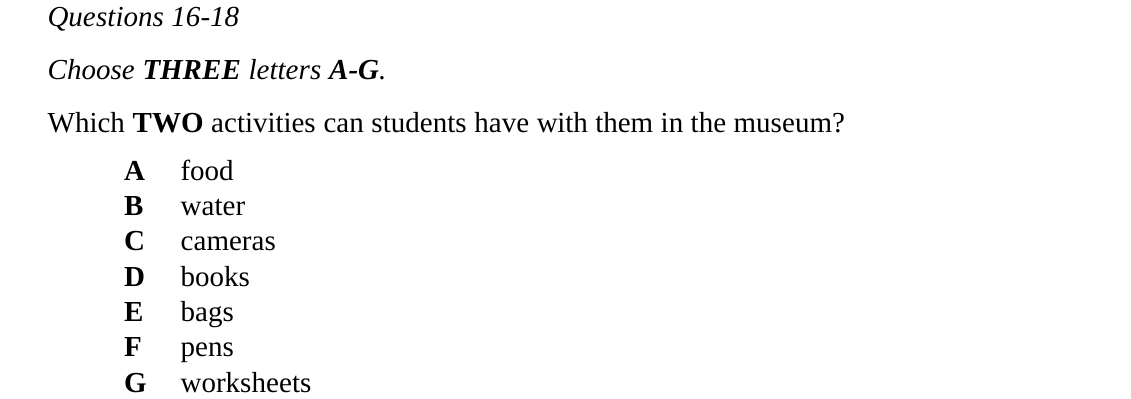 Questions 16-18
Choose THREE letters A-G.
Which TWO activities can students have with them in the museum?
A food
B water
C cameras
D books
E bags
F pens
G worksheets